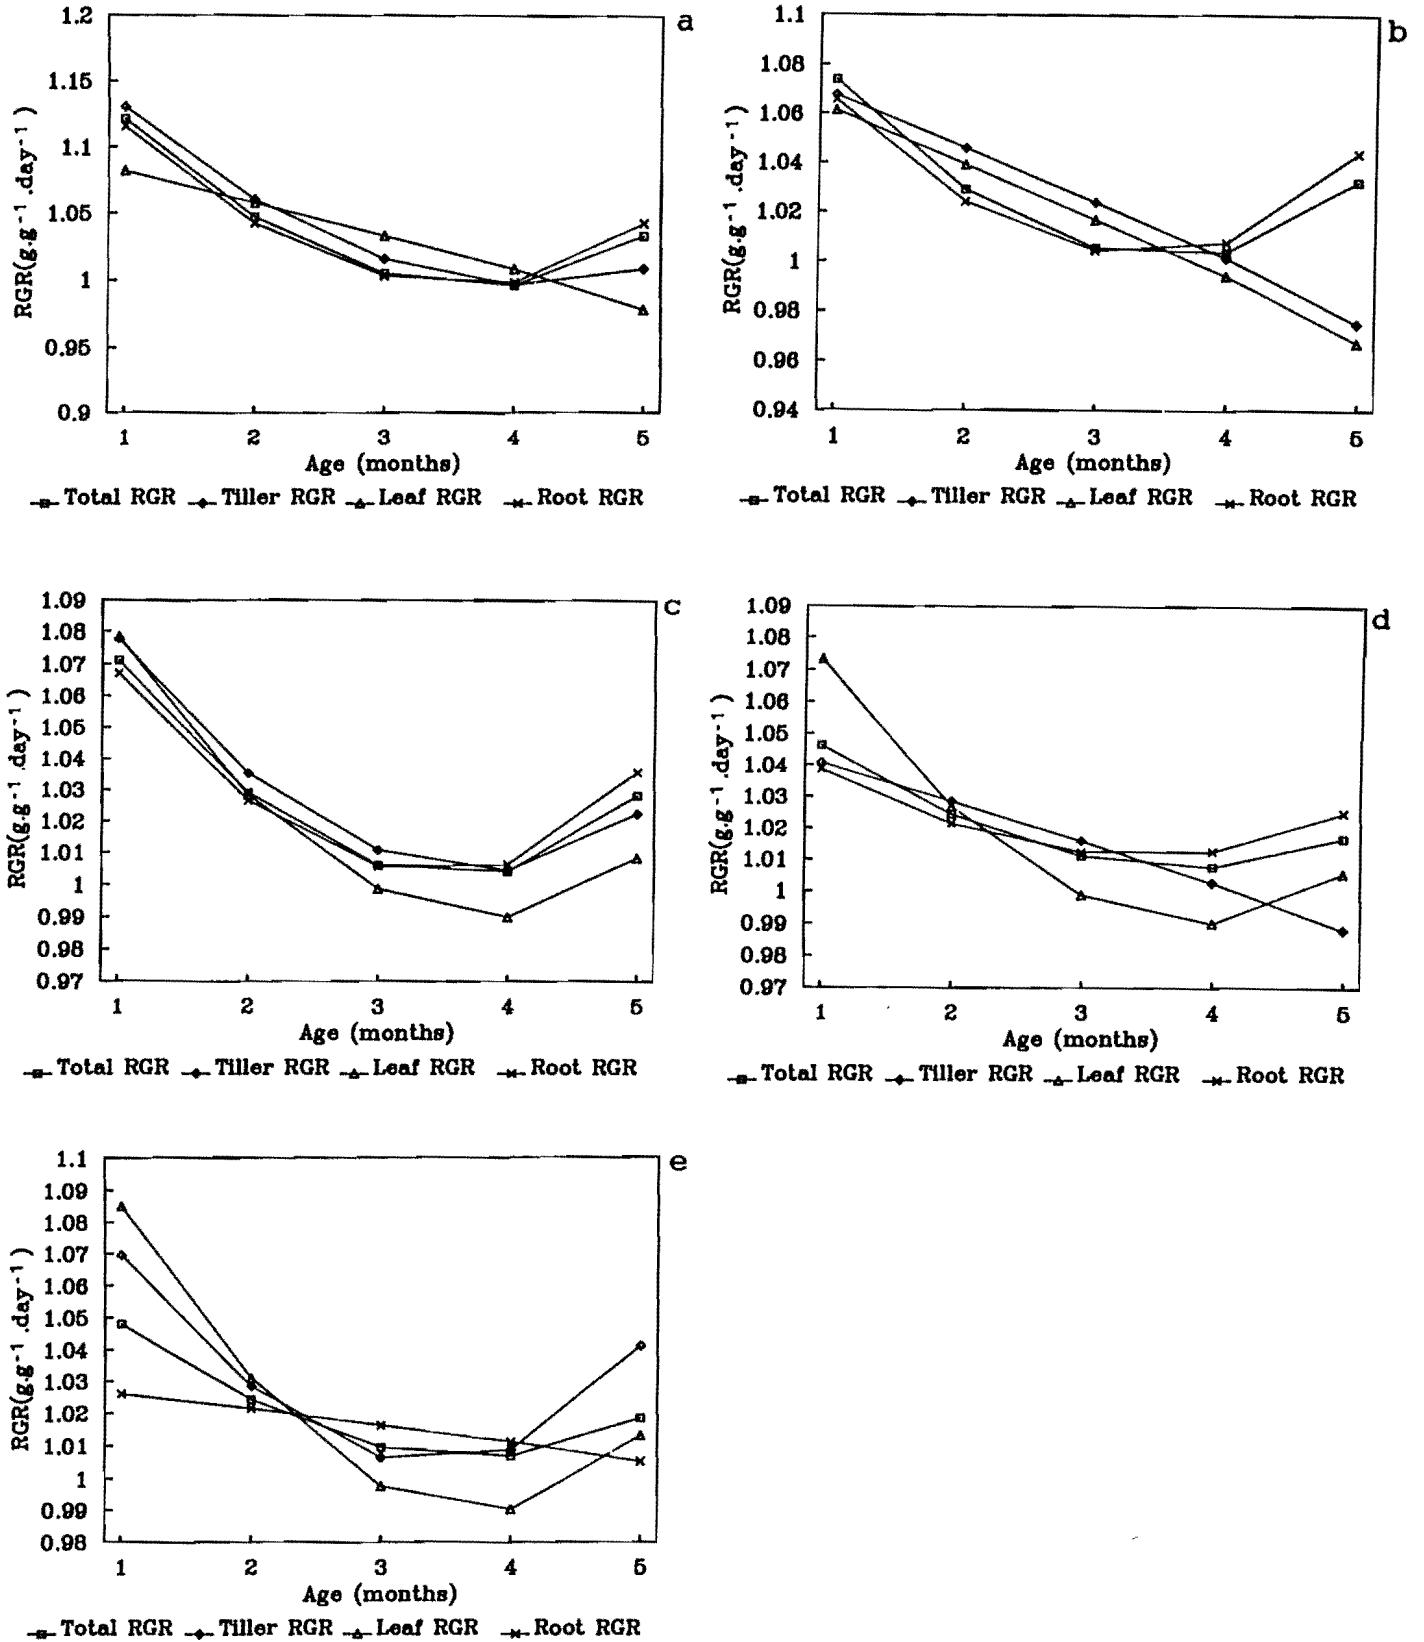 a
1.2
1.15
1.1
1.05
1
0.95
0.9
RGR(g.g⁻¹.day⁻¹)
1 2 3 4 5
Age (months)
Total RGR Tiller RGR Leaf RGR Root RGR
b
1.1
1.08
1.06
1.04
1.02
1
0.98
0.96
0.94
RGR(g.g⁻¹.day⁻¹)
1 2 3 4 5
Age (months)
Total RGR Tiller RGR Leaf RGR Root RGR
c
1.09
1.08
1.07
1.06
1.05
1.04
1.03
1.02
1.01
1
0.99
0.98
0.97
RGR(g.g⁻¹.day⁻¹)
1 2 3 4 5
Age (months)
Total RGR Tiller RGR Leaf RGR Root RGR
d
1.09
1.08
1.07
1.06
1.05
1.04
1.03
1.02
1.01
1
0.99
0.98
0.97
RGR(g.g⁻¹.day⁻¹)
1 2 3 4 5
Age (months)
Total RGR Tiller RGR Leaf RGR Root RGR
e
1.1
1.09
1.08
1.07
1.06
1.05
1.04
1.03
1.02
1.01
1
0.99
0.98
RGR(g.g⁻¹.day⁻¹)
1 2 3 4 5
Age (months)
Total RGR Tiller RGR Leaf RGR Root RGR